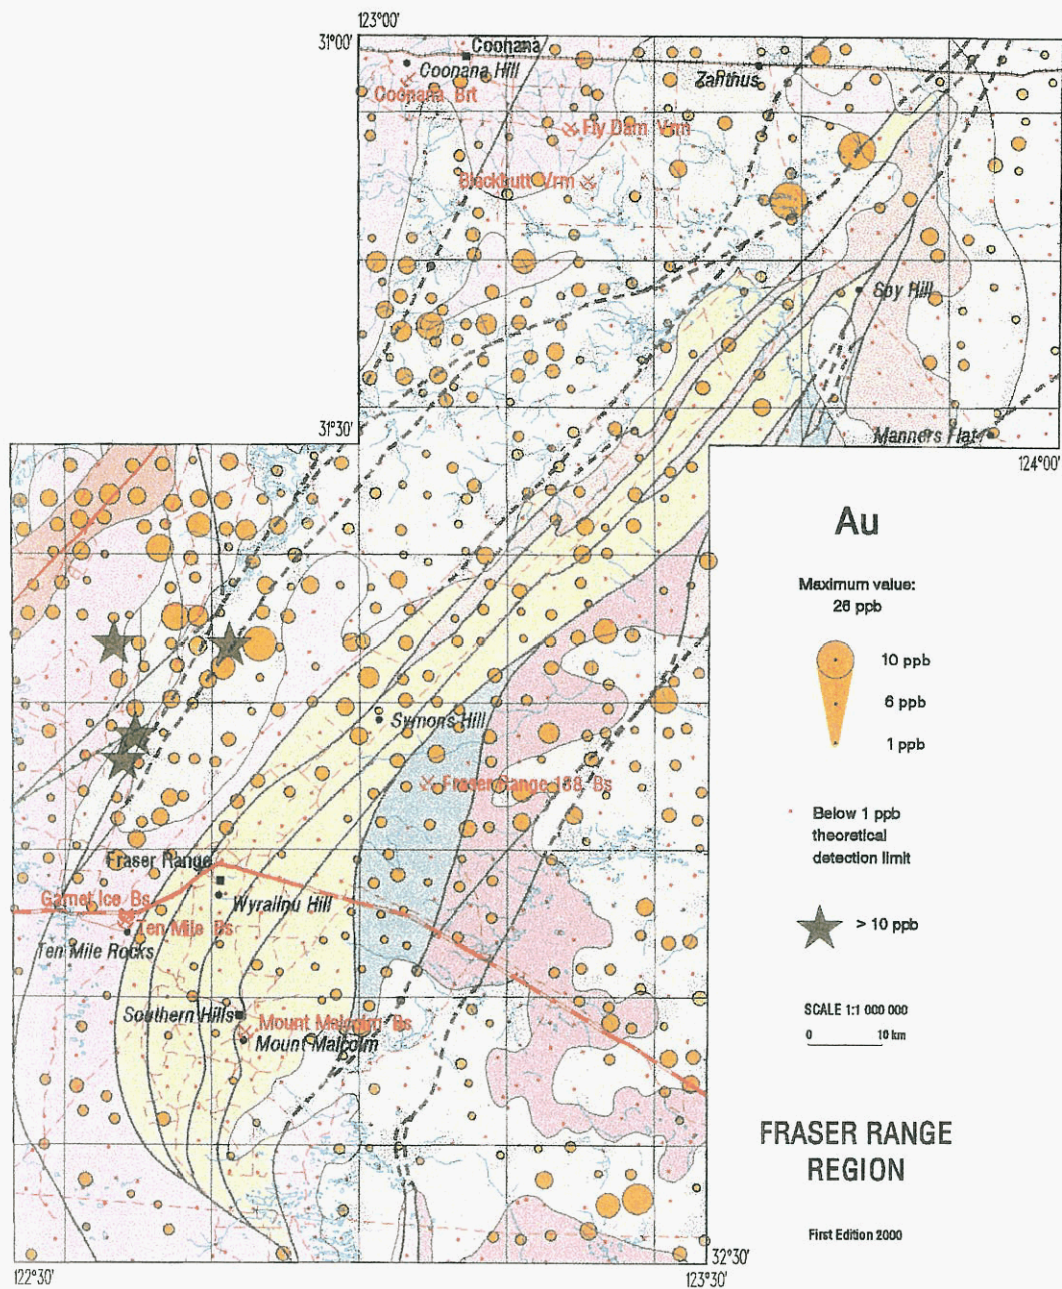 123°00'
31°00'
Coonana
Coonana Hill
Zanthus
Coonana Brt
Fly Dam Vrm
Blackbutt Vrm
Spy Hill
31°30'
Manners Flat
124°00'
Au
Maximum value:
26 ppb
10 ppb
6 ppb
1 ppb
Symons Hill
Fraser Range 188 Bs
Below 1 ppb
theoretical
detection limit
Fraser Range
Garnet Ice Bs
Wyralinu Hill
Ten Mile Bs
Ten Mile Rocks
> 10 ppb
Southern Hills
Mount Malcolm Bs
Mount Malcolm
SCALE 1:1 000 000
0 10 km
FRASER RANGE
REGION
First Edition 2000
32°30'
122°30'
123°30'